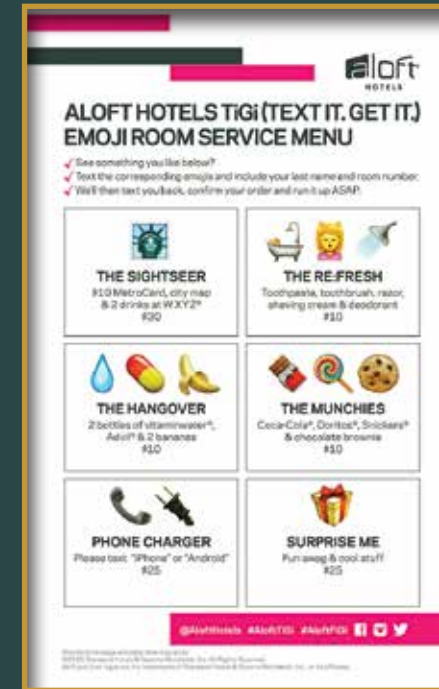 aloft
HOTELS
ALOFT HOTELS TiGi (TEXT IT. GET IT.)
EMOJI ROOM SERVICE MENU
See something you like below?
Text the corresponding emojis and include your last name and room number.
We'll then text you back, confirm your order and run it up ASAP.
THE SIGHTSEER
$10 MetroCard, city map
& 2 drinks at W XYZ®
$30
THE RE:FRESH
Toothpaste, toothbrush, razor,
shaving cream & deodorant
$10
THE HANGOVER
2 bottles of vitaminwater®,
Advil® & 2 bananas
$10
THE MUNCHIES
Coca-Cola®, Doritos®, Snickers®
& chocolate brownie
$10
PHONE CHARGER
Please text "iPhone" or "Android"
$25
SURPRISE ME
Fun swag & cool stuff
$25
@AloftHotels #AloftTiGi